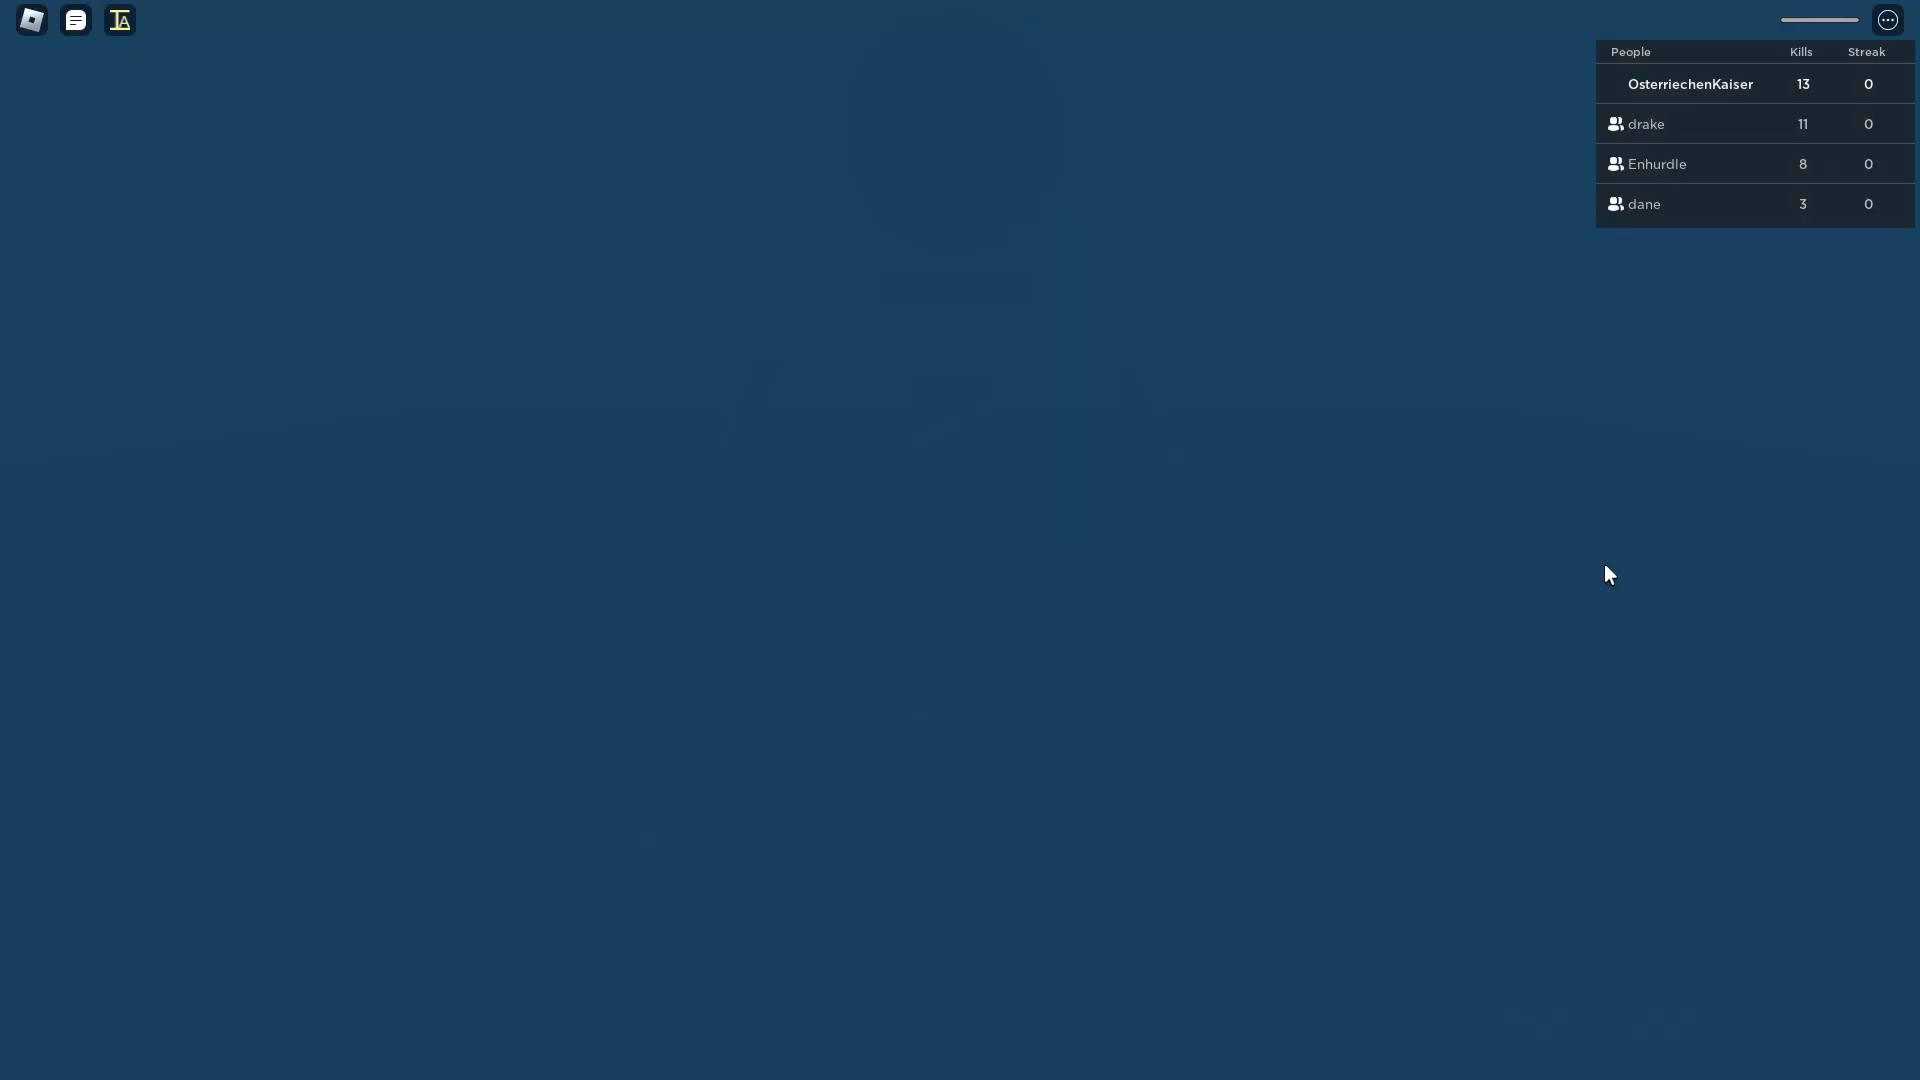 People Kills Streak
OsterriechenKaiser 13 0
drake 11 0
Enhurdle 8 0
dane 3 0